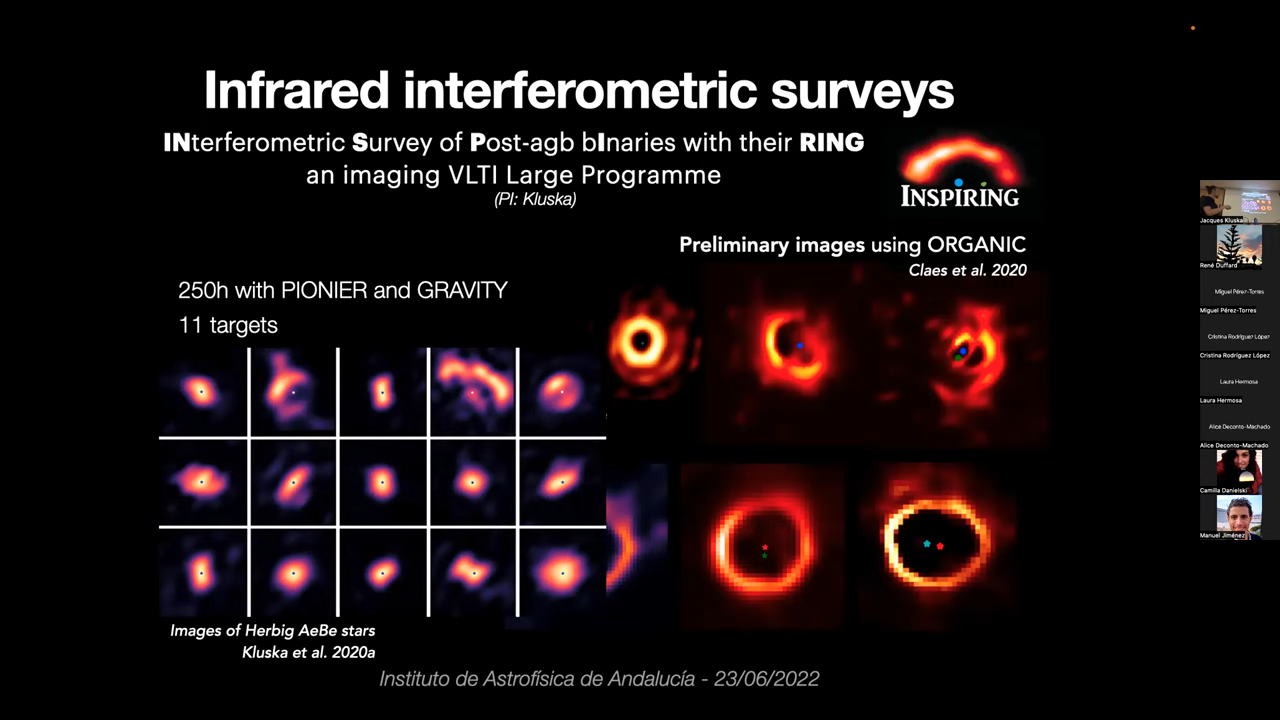 Infrared interferometric surveys
INterferometric Survey of Post-agb bInaries with their RING
an imaging VLTI Large Programme
(PI: Kluska)
INSPIRING
Preliminary images using ORGANIC
Claes et al. 2020
250h with PIONIER and GRAVITY
11 targets
Images of Herbig AeBe stars
Kluska et al. 2020a
Instituto de Astrofísica de Andalucía - 23/06/2022
Jacques Kluska
René Duffard
Miguel Pérez-Torres
Miguel Pérez-Torres
Cristina Rodríguez López
Cristina Rodríguez López
Laura Hermosa
Laura Hermosa
Alice Deconto-Machado
Alice Deconto-Machado
Camilla Danielski
Manuel Jiménez